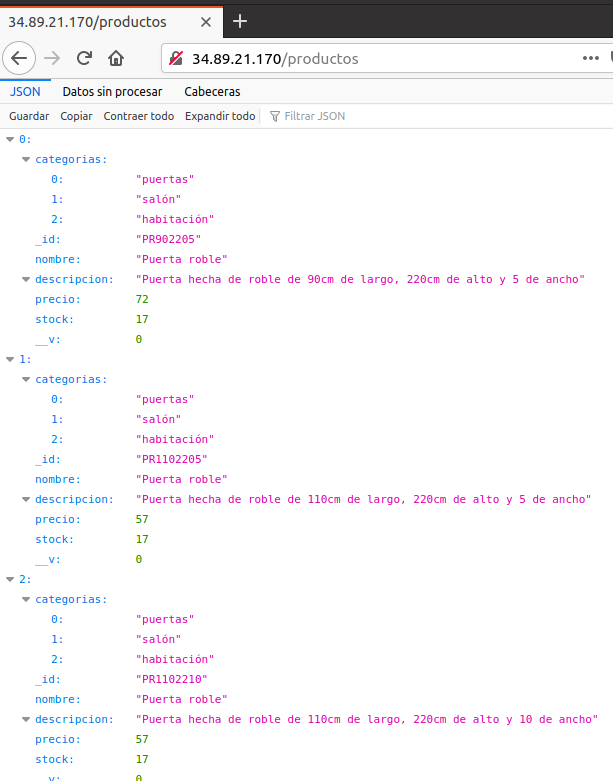 34.89.21.170/productos
34.89.21.170/productos
JSON Datos sin procesar Cabeceras
Guardar Copiar Contraer todo Expandir todo Filtrar JSON
0:
categorias:
0: "puertas"
1: "salón"
2: "habitación"
_id: "PR902205"
nombre: "Puerta roble"
descripcion: "Puerta hecha de roble de 90cm de largo, 220cm de alto y 5 de ancho"
precio: 72
stock: 17
__v: 0
1:
categorias:
0: "puertas"
1: "salón"
2: "habitación"
_id: "PR1102205"
nombre: "Puerta roble"
descripcion: "Puerta hecha de roble de 110cm de largo, 220cm de alto y 5 de ancho"
precio: 57
stock: 17
__v: 0
2:
categorias:
0: "puertas"
1: "salón"
2: "habitación"
_id: "PR1102210"
nombre: "Puerta roble"
descripcion: "Puerta hecha de roble de 110cm de largo, 220cm de alto y 10 de ancho"
precio: 57
stock: 17
__v: 0